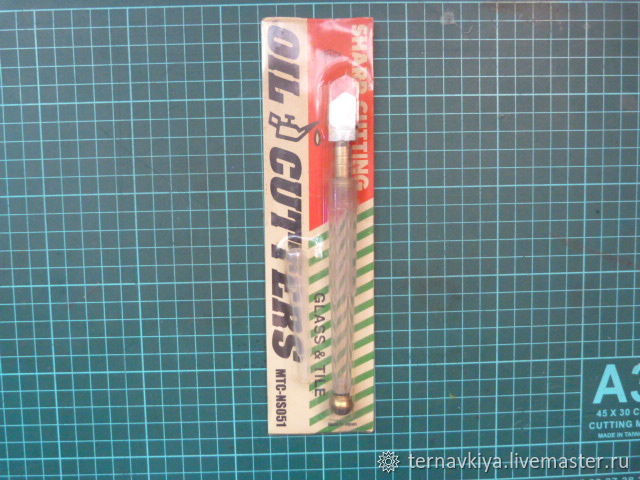 SHARP CUTTING
OIL CUTTERS
GLASS & TILE
MTC-NS051
A3
45 X 30 C
CUTTING M
MADE IN TAIWAN
ternavkiya.livemaster.ru